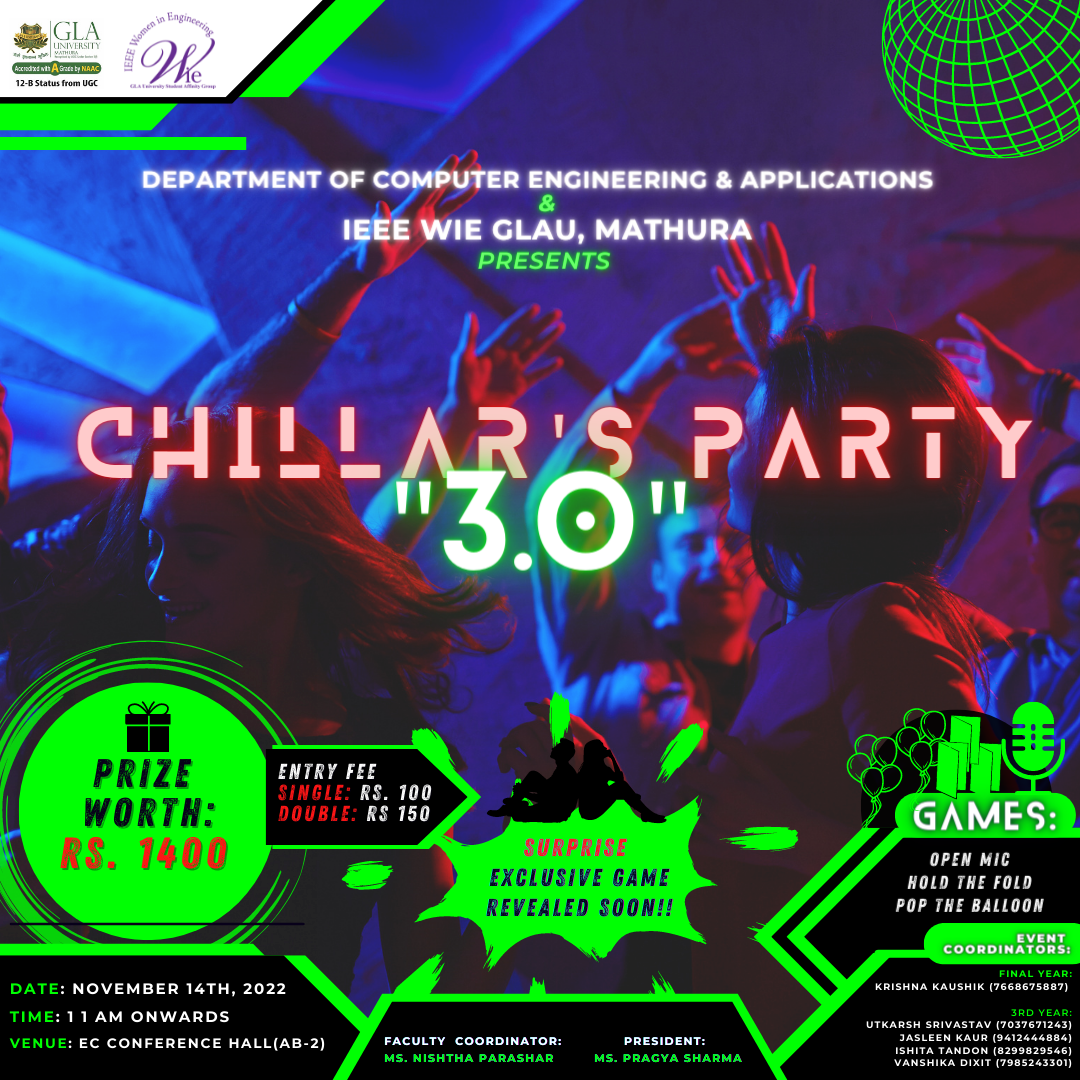 GLA
UNIVERSITY
MATHURA
Accredited with A Grade by NAAC
12-B Status from UGC
IEEE Women in Engineering
Wie
GLA University Student Affinity Group
DEPARTMENT OF COMPUTER ENGINEERING & APPLICATIONS
&
IEEE WIE GLAU, MATHURA
PRESENTS
CHILLAR'S PARTY
"3.0"
PRIZE
WORTH:
RS. 1400
ENTRY FEE
SINGLE: RS. 100
DOUBLE: RS 150
SURPRISE
EXCLUSIVE GAME
REVEALED SOON!!
GAMES:
OPEN MIC
HOLD THE FOLD
POP THE BALLOON
EVENT
COORDINATORS:
FINAL YEAR:
KRISHNA KAUSHIK (7668675887)
3RD YEAR:
UTKARSH SRIVASTAV (7037671243)
JASLEEN KAUR (9412444884)
ISHITA TANDON (8299829546)
VANSHIKA DIXIT (7985243301)
DATE: NOVEMBER 14TH, 2022
TIME: 1 1 AM ONWARDS
VENUE: EC CONFERENCE HALL(AB-2)
FACULTY COORDINATOR:
MS. NISHTHA PARASHAR
PRESIDENT:
MS. PRAGYA SHARMA